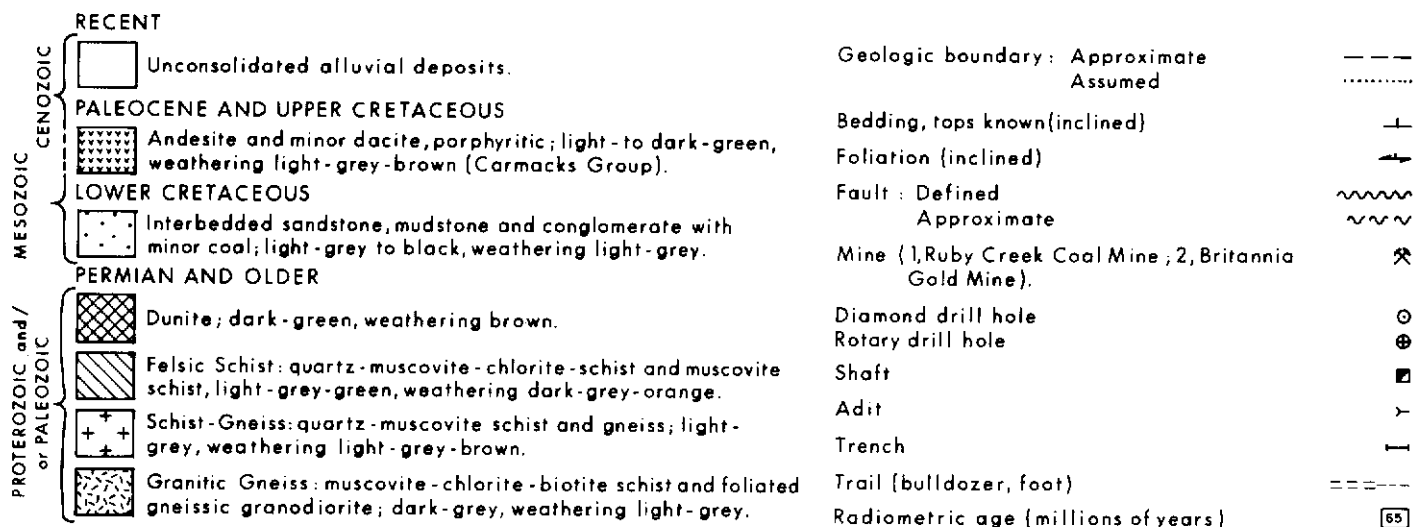 RECENT
Unconsolidated alluvial deposits.
PALEOCENE AND UPPER CRETACEOUS
Andesite and minor dacite, porphyritic; light-to dark-green,
weathering light-grey-brown (Carmacks Group).
LOWER CRETACEOUS
Interbedded sandstone, mudstone and conglomerate with
minor coal; light-grey to black, weathering light-grey.
PERMIAN AND OLDER
Dunite; dark-green, weathering brown.
Felsic Schist: quartz-muscovite-chlorite-schist and muscovite
schist, light-grey-green, weathering dark-grey-orange.
Schist-Gneiss: quartz-muscovite schist and gneiss; light-
grey, weathering light-grey-brown.
Granitic Gneiss: muscovite-chlorite-biotite schist and foliated
gneissic granodiorite; dark-grey, weathering light-grey.
CENOZOIC
MESOZOIC
PROTEROZOIC and/
or PALEOZOIC
Geologic boundary: Approximate
Assumed
Bedding, tops known(inclined)
Foliation (inclined)
Fault: Defined
Approximate
Mine (1,Ruby Creek Coal Mine; 2, Britannia
Gold Mine).
Diamond drill hole
Rotary drill hole
Shaft
Adit
Trench
Trail (bulldozer, foot)
Radiometric age (millions of years)
65